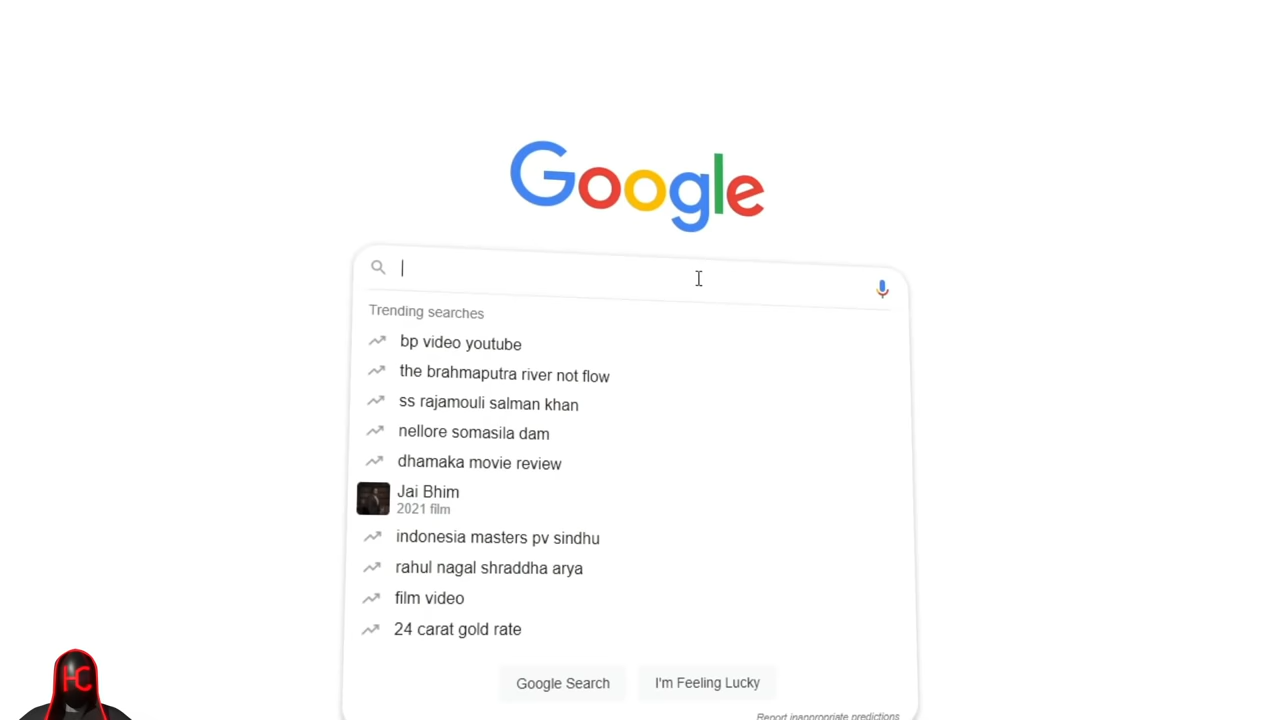 Google
Trending searches
bp video youtube
the brahmaputra river not flow
ss rajamouli salman khan
nellore somasila dam
dhamaka movie review
Jai Bhim
2021 film
indonesia masters pv sindhu
rahul nagal shraddha arya
film video
24 carat gold rate
Google Search
I'm Feeling Lucky
Report inappropriate predictions
HC